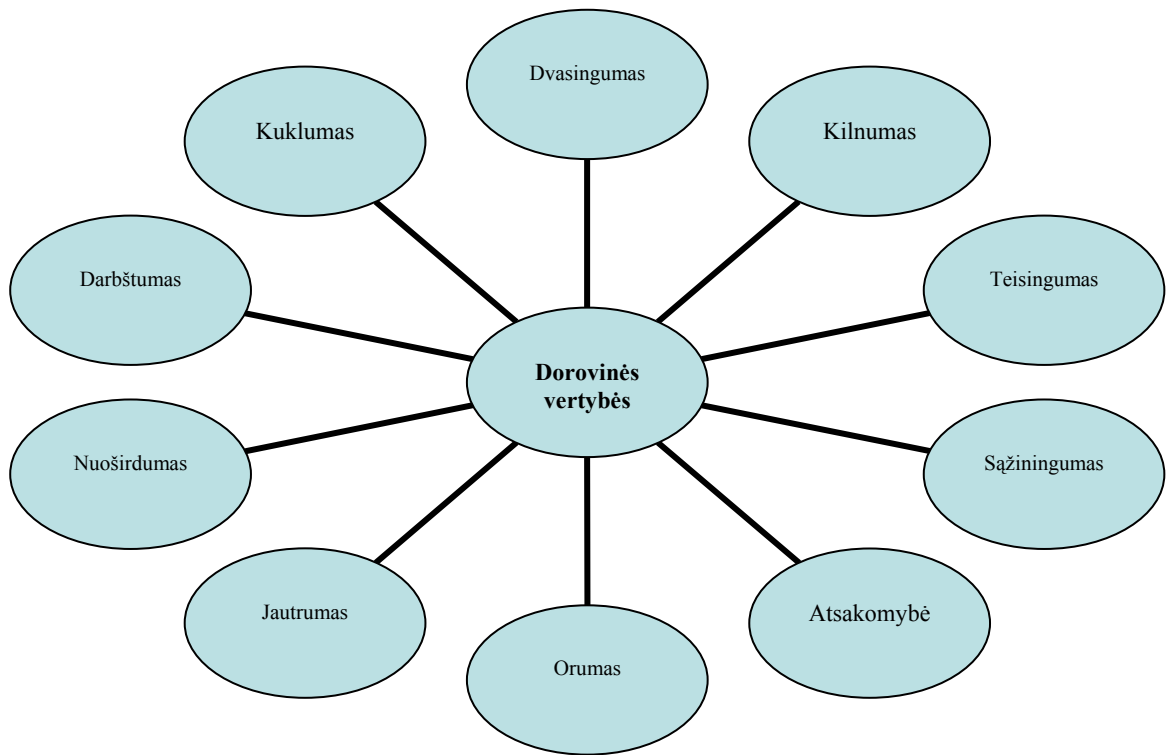 Dvasingumas
Kuklumas
Kilnumas
Darbštumas
Teisingumas
Dorovinės
vertybės
Nuoširdumas
Sąžiningumas
Jautrumas
Atsakomybė
Orumas